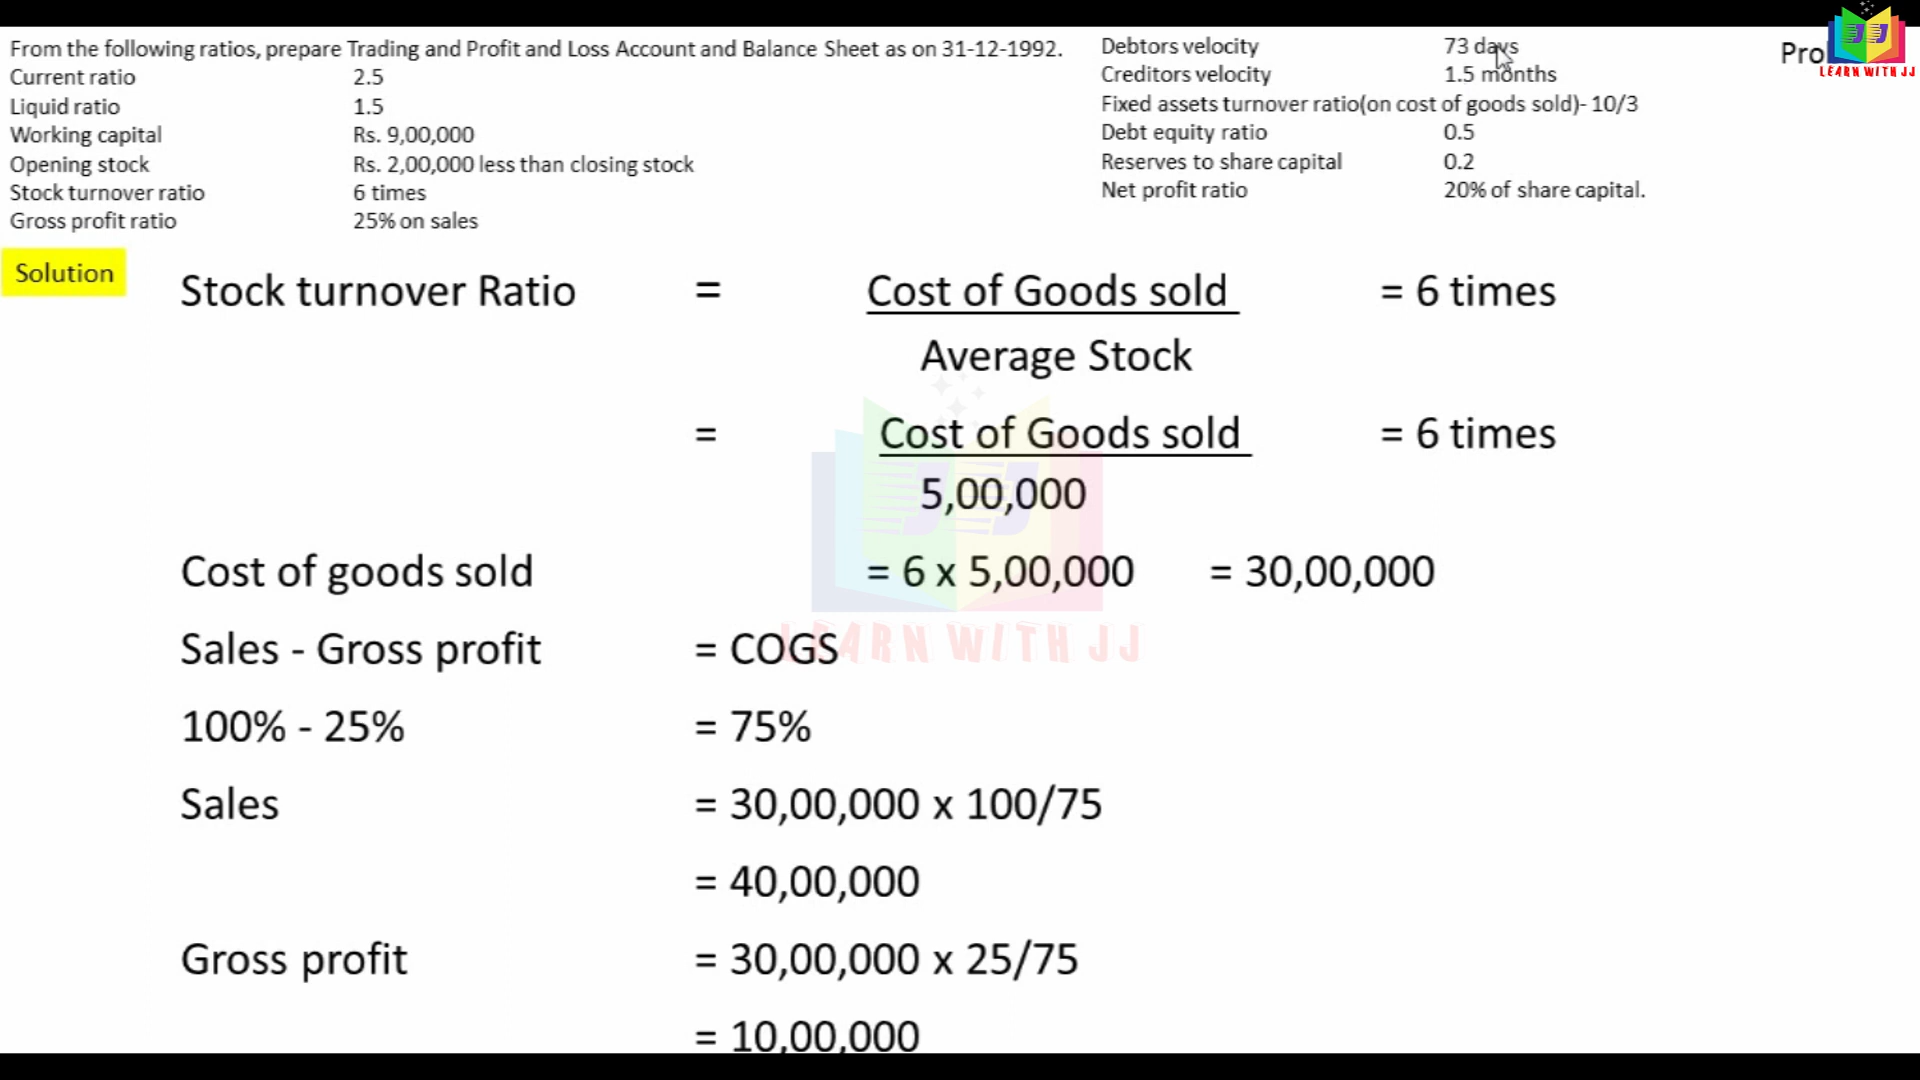 From the following ratios, prepare Trading and Profit and Loss Account and Balance Sheet as on 31-12-1992.
Current ratio 2.5
Liquid ratio 1.5
Working capital Rs. 9,00,000
Opening stock Rs. 2,00,000 less than closing stock
Stock turnover ratio 6 times
Gross profit ratio 25% on sales
Debtors velocity 73 days
Creditors velocity 1.5 months
Fixed assets turnover ratio(on cost of goods sold)- 10/3
Debt equity ratio 0.5
Reserves to share capital 0.2
Net profit ratio 20% of share capital.
JJ
LEARN WITH JJ
Solution
Stock turnover Ratio = Cost of Goods sold = 6 times
Average Stock
= Cost of Goods sold = 6 times
5,00,000
Cost of goods sold = 6 x 5,00,000 = 30,00,000
Sales - Gross profit = COGS
LEARN WITH JJ
100% - 25% = 75%
Sales = 30,00,000 x 100/75
= 40,00,000
Gross profit = 30,00,000 x 25/75
= 10,00,000